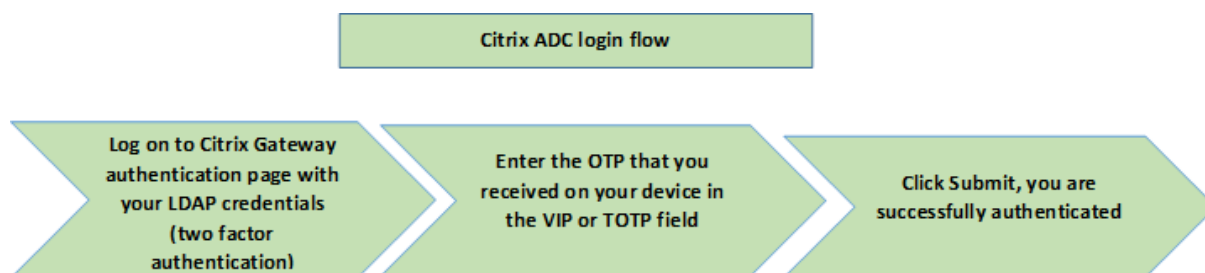 Citrix ADC login flow
Log on to Citrix Gateway
authentication page with
your LDAP credentials
(two factor
authentication)
Enter the OTP that you
received on your device in
the VIP or TOTP field
Click Submit, you are
successfully authenticated